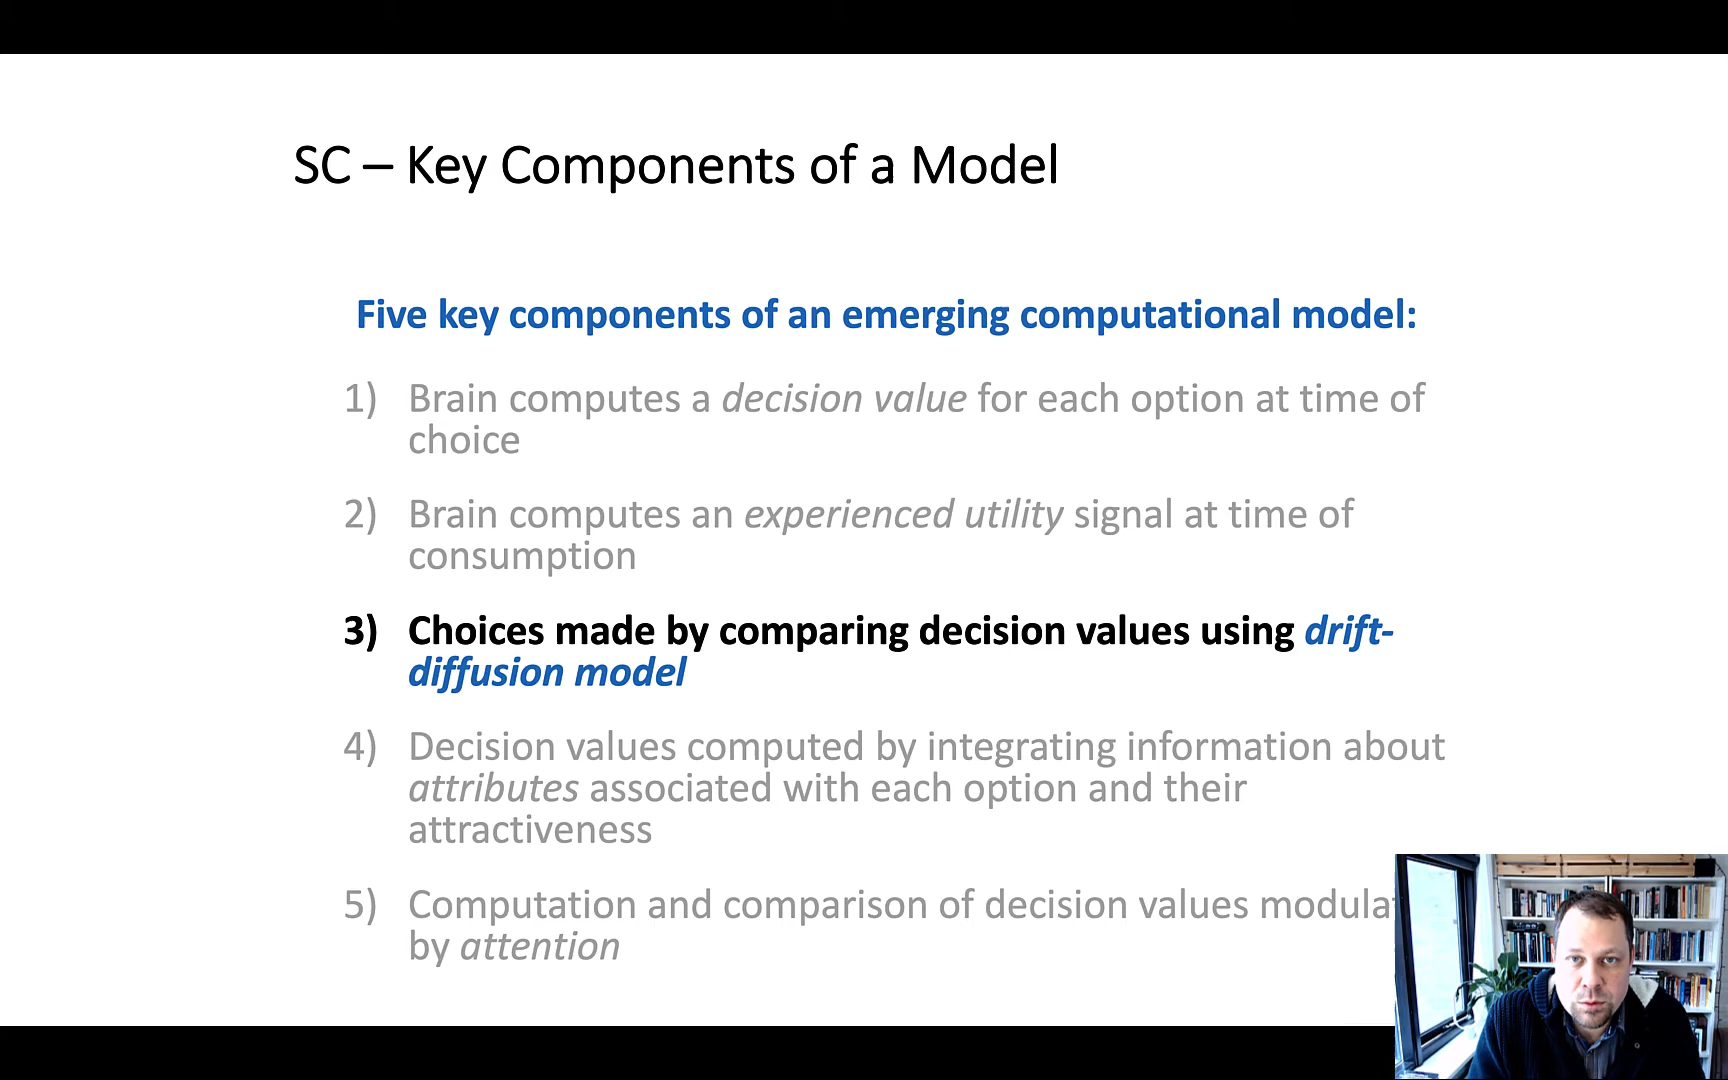 SC – Key Components of a Model
Five key components of an emerging computational model:
1) Brain computes a decision value for each option at time of
choice
2) Brain computes an experienced utility signal at time of
consumption
3) Choices made by comparing decision values using drift-
diffusion model
4) Decision values computed by integrating information about
attributes associated with each option and their
attractiveness
5) Computation and comparison of decision values
by attention